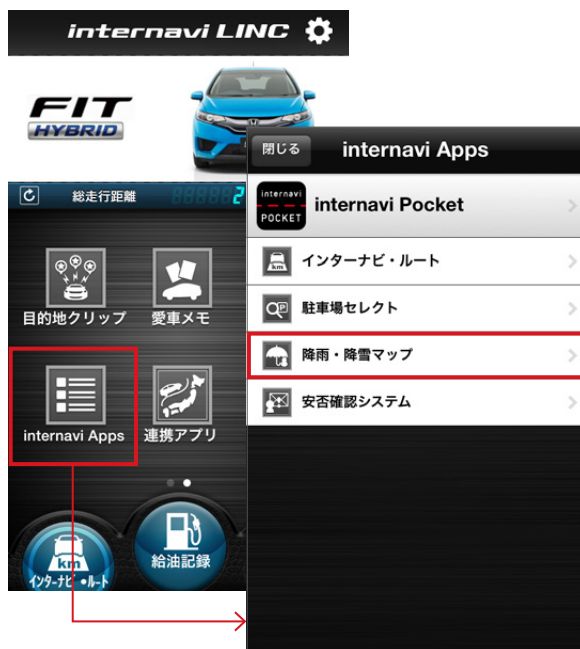 internavi LINC
FIT
HYBRID
総走行距離
2
目的地クリップ
愛車メモ
internavi Apps
連携アプリ
km
インターナビ・ルート
給油記録
閉じる
internavi Apps
internavi
POCKET
internavi Pocket
km
インターナビ・ルート
P
駐車場セレクト
降雨・降雪マップ
安否確認システム